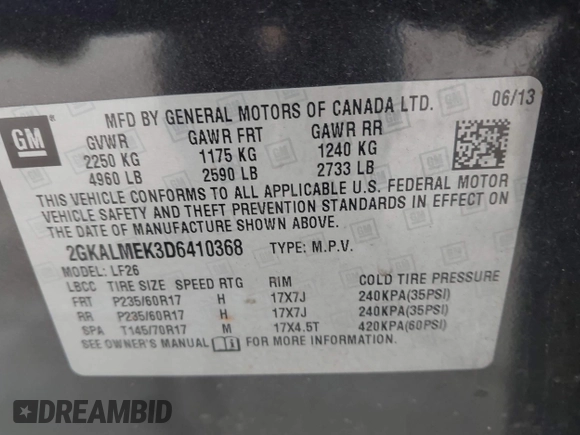 MFD BY GENERAL MOTORS OF CANADA LTD. 06/13
GM
GVWR GAWR FRT GAWR RR
2250 KG 1175 KG 1240 KG
4960 LB 2590 LB 2733 LB
THIS VEHICLE CONFORMS TO ALL APPLICABLE U.S. FEDERAL MOTOR
VEHICLE SAFETY AND THEFT PREVENTION STANDARDS IN EFFECT ON
THE DATE OF MANUFACTURE SHOWN ABOVE.
2GKALMEK3D6410368 TYPE: M.P.V.
MODEL: LF26
LBCC TIRE SIZE SPEED RTG RIM COLD TIRE PRESSURE
FRT P235/60R17 H 17X7J 240KPA(35PSI)
RR P235/60R17 H 17X7J 240KPA(35PSI)
SPA T145/70R17 M 17X4.5T 420KPA(60PSI)
SEE OWNER'S MANUAL FOR MORE INFORMATION.
DREAMBID